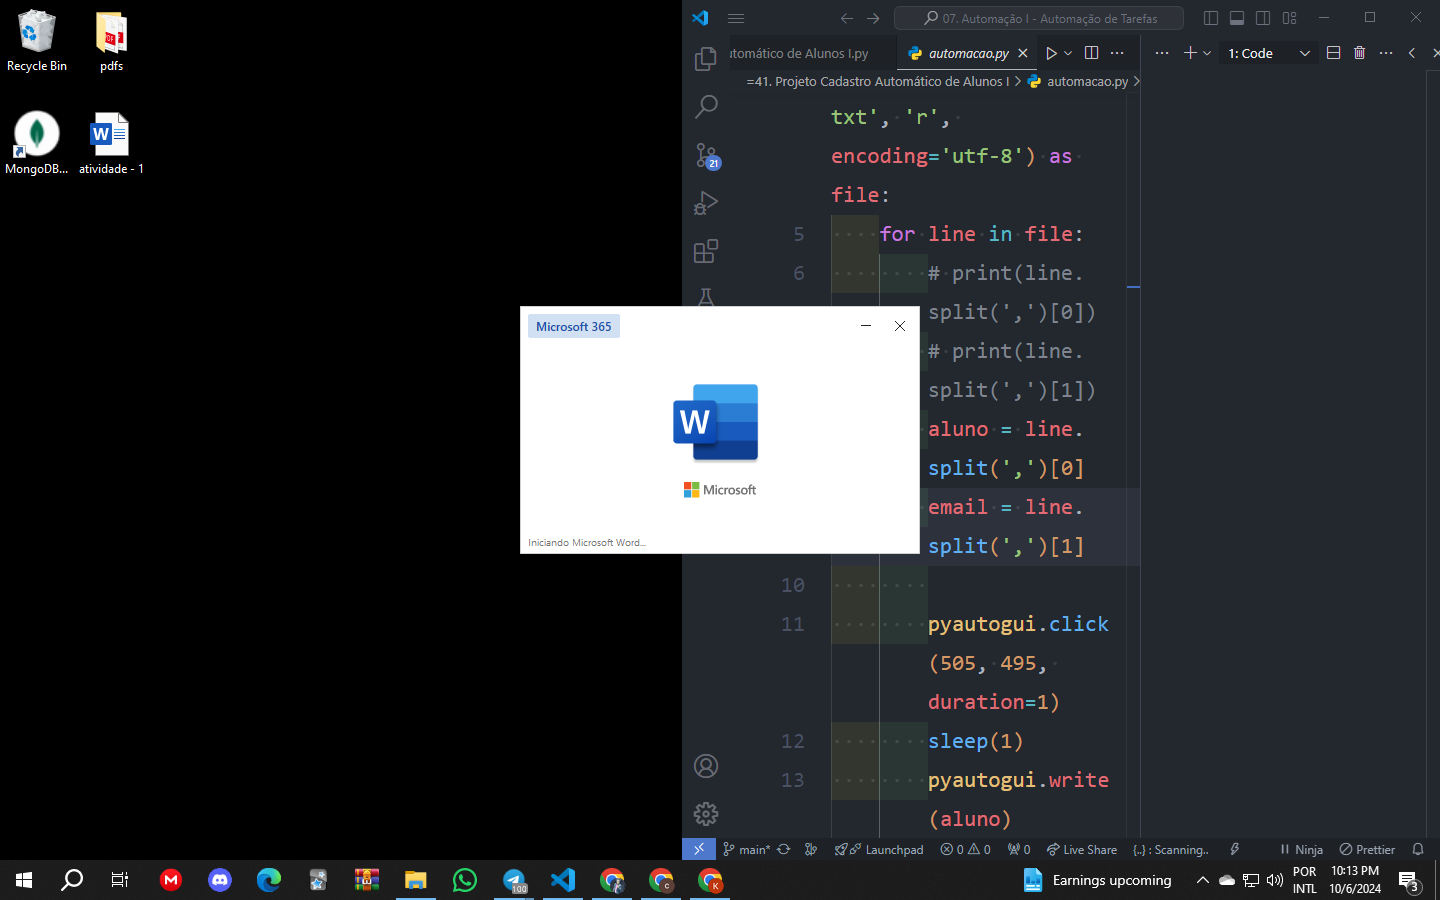 Recycle Bin
pdfs
MongoDB...
atividade - 1
07. Automação I - Automação de Tarefas
utomático de Alunos I.py
automacao.py
1: Code
=41. Projeto Cadastro Automático de Alunos I
automacao.py
txt', 'r',
encoding='utf-8') as
file:
5 for line in file:
6 # print(line.
split(',')[0])
# print(line.
split(',')[1])
aluno = line.
split(',')[0]
email = line.
split(',')[1]
10
11 pyautogui.click
(505, 495,
duration=1)
12 sleep(1)
13 pyautogui.write
(aluno)
21
Microsoft 365
W
Microsoft
Iniciando Microsoft Word...
main*
Launchpad
0 0
0
Live Share
{..} : Scanning..
Ninja
Prettier
100
Earnings upcoming
POR
INTL
10:13 PM
10/6/2024
3